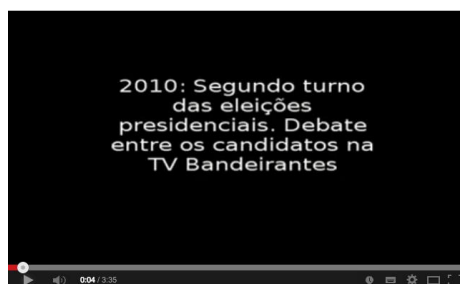 2010: Segundo turno
das eleições
presidenciais. Debate
entre os candidatos na
TV Bandeirantes
0:04 / 3:35